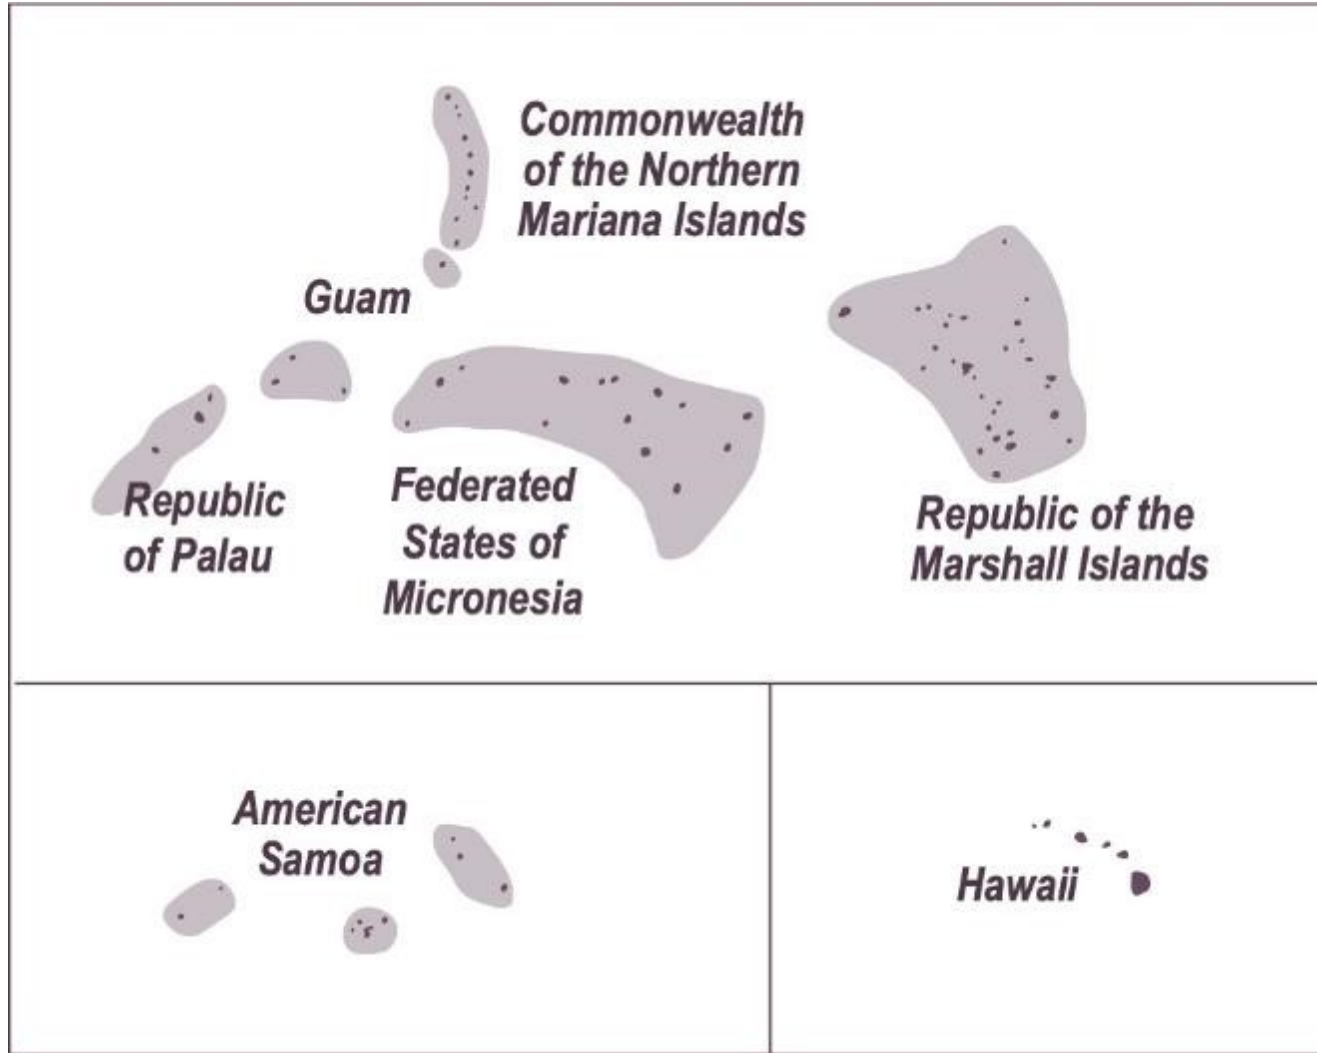 Commonwealth
of the Northern
Mariana Islands
Guam
Republic
of Palau
Federated
States of
Micronesia
Republic of the
Marshall Islands
American
Samoa
Hawaii